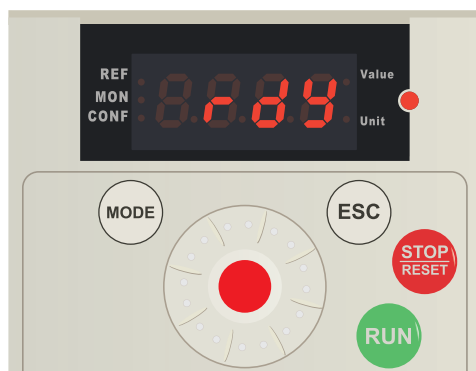 REF
MON
CONF
rdy
Value
Unit
MODE
ESC
STOP
RESET
RUN